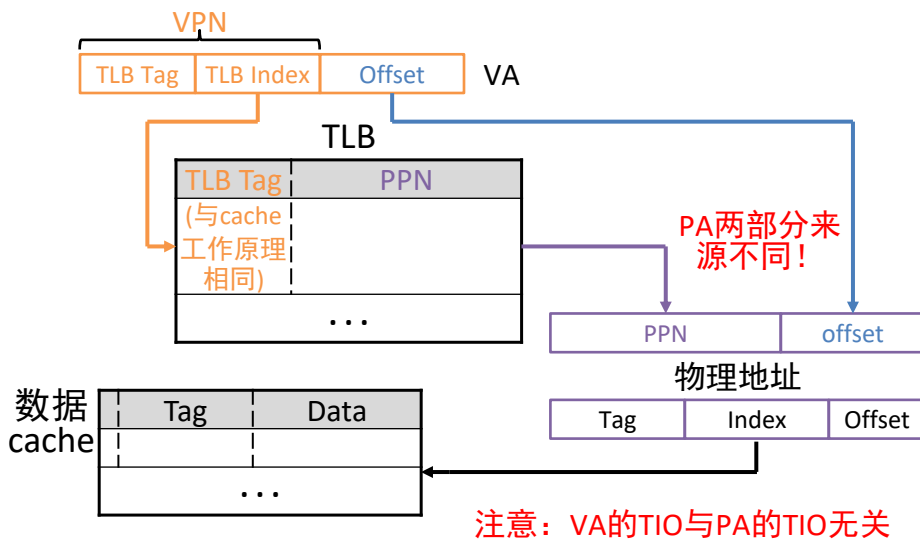 VPN
TLB Tag TLB Index Offset VA
TLB
TLB Tag PPN
(与cache
工作原理
相同)
...
PA两部分来
源不同！
PPN offset
物理地址
Tag Index Offset
数据
cache
Tag Data
...
注意：VA的TIO与PA的TIO无关